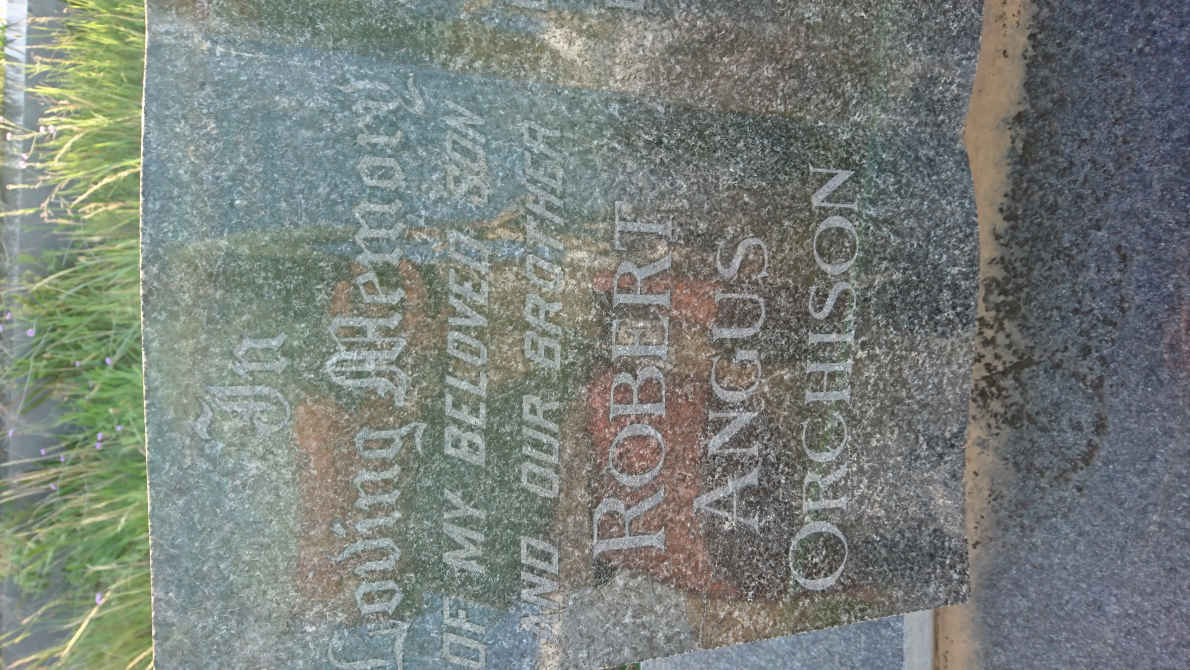 In
Loving Memory
OF MY BELOVED SON
AND OUR BROTHER
ROBERT
ANGUS
ORCHISON